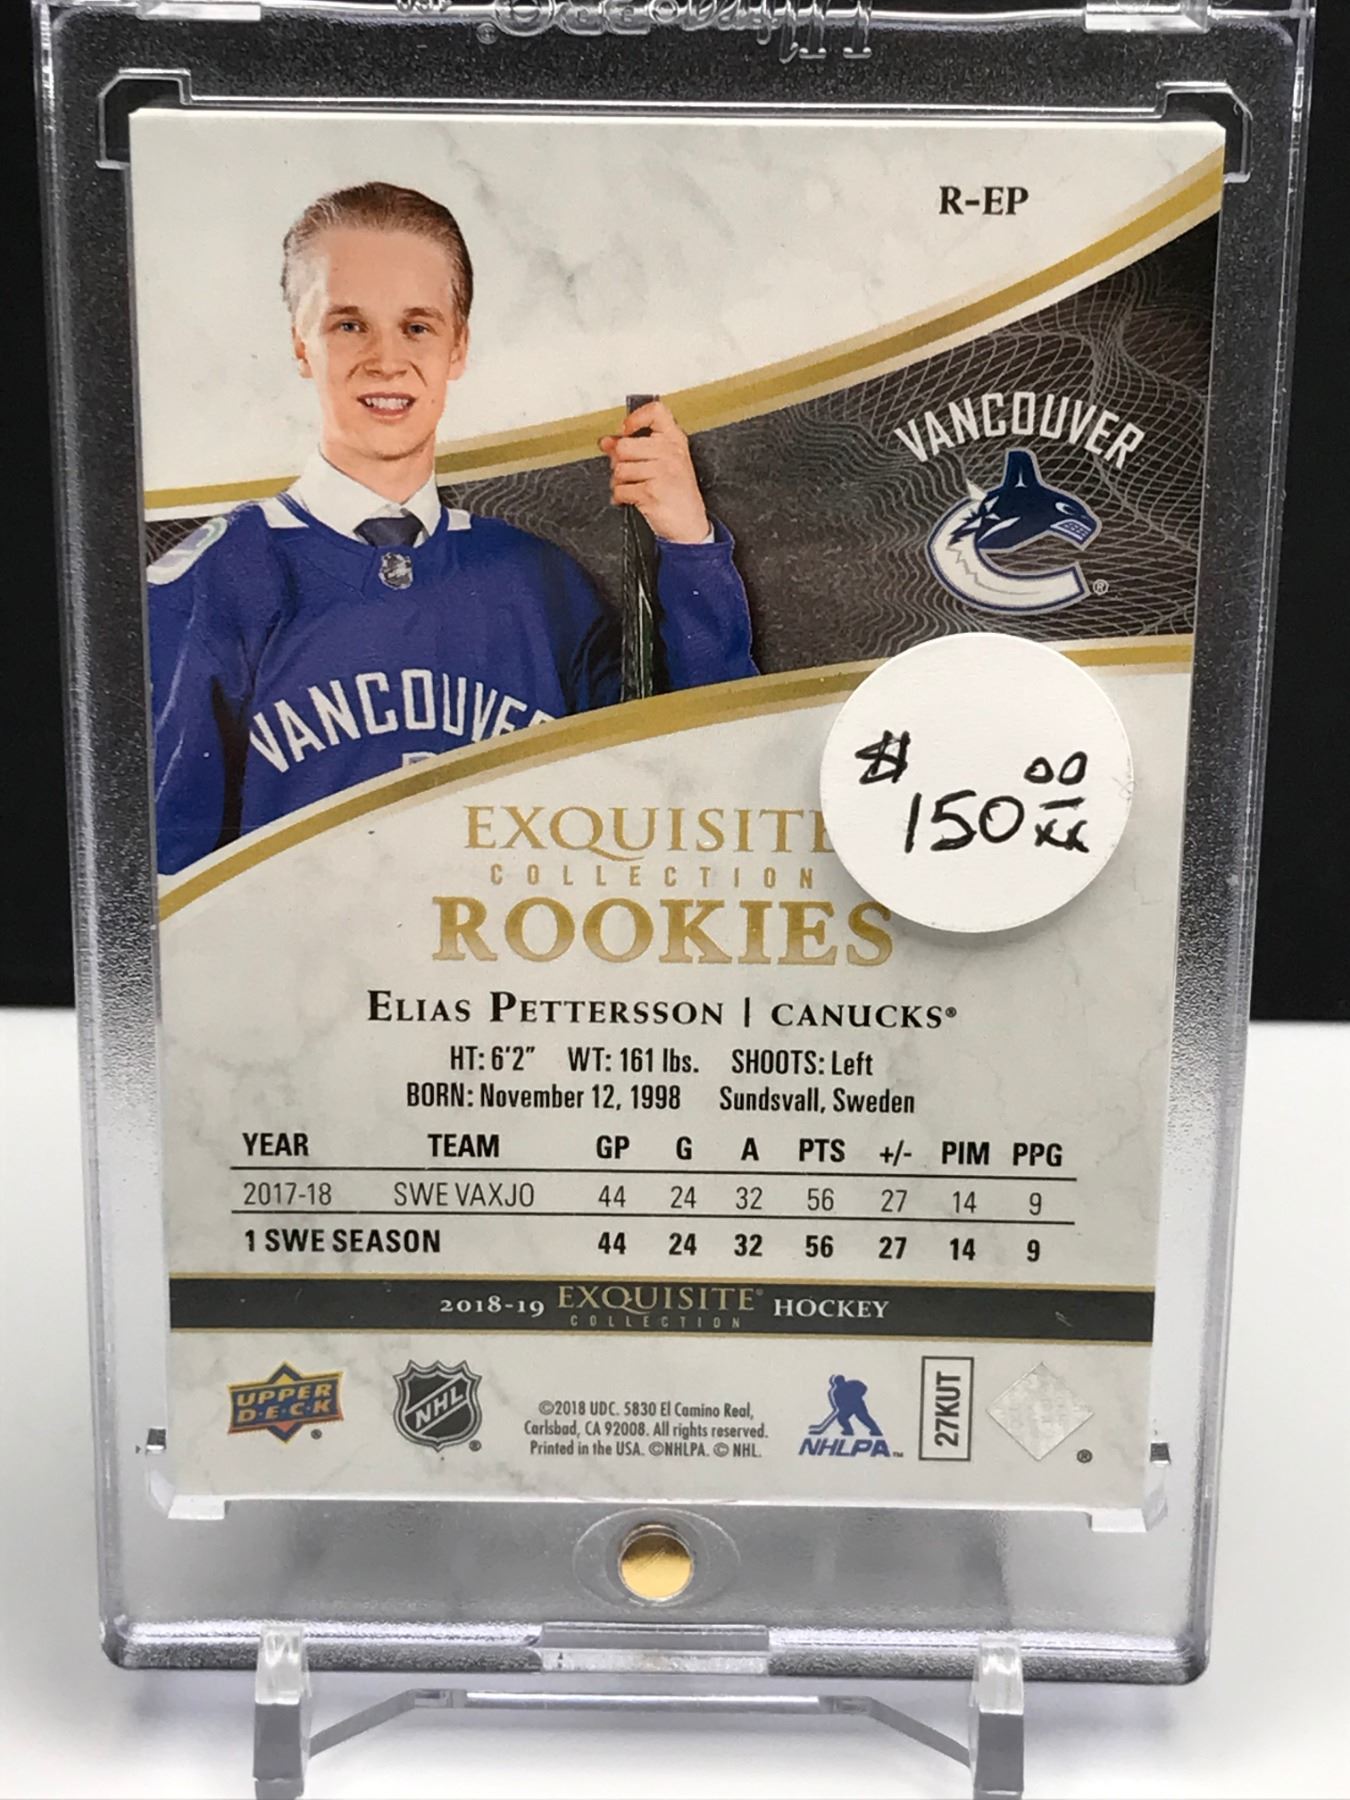 R-EP
VANCOUVER
®
VANCOUVE
$ 150 00 xx
EXQUISIT
COLLECTION
ROOKIES
ELIAS PETTERSSON | CANUCKS®
HT: 6'2" WT: 161 lbs. SHOOTS: Left
BORN: November 12, 1998 Sundsvall, Sweden
YEAR TEAM GP G A PTS +/- PIM PPG
2017-18 SWE VAXJO 44 24 32 56 27 14 9
1 SWE SEASON 44 24 32 56 27 14 9
2018-19 EXQUISITE® HOCKEY
COLLECTION
UPPER
D·E·C·K
®
NHL
®
©2018 UDC. 5830 El Camino Real,
Carlsbad, CA 92008. All rights reserved.
Printed in the USA. ©NHLPA. © NHL.
NHLPA™
27KUT
®